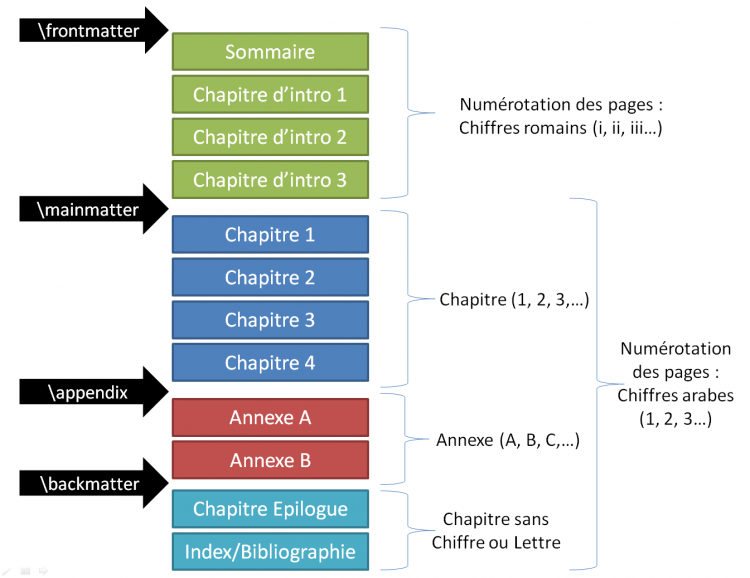 \frontmatter
Sommaire
Chapitre d'intro 1
Chapitre d'intro 2
Chapitre d'intro 3
Numérotation des pages :
Chiffres romains (i, ii, iii…)
\mainmatter
Chapitre 1
Chapitre 2
Chapitre 3
Chapitre 4
Chapitre (1, 2, 3,…)
\appendix
Annexe A
Annexe B
Annexe (A, B, C,…)
\backmatter
Chapitre Epilogue
Index/Bibliographie
Chapitre sans
Chiffre ou Lettre
Numérotation
des pages :
Chiffres arabes
(1, 2, 3…)